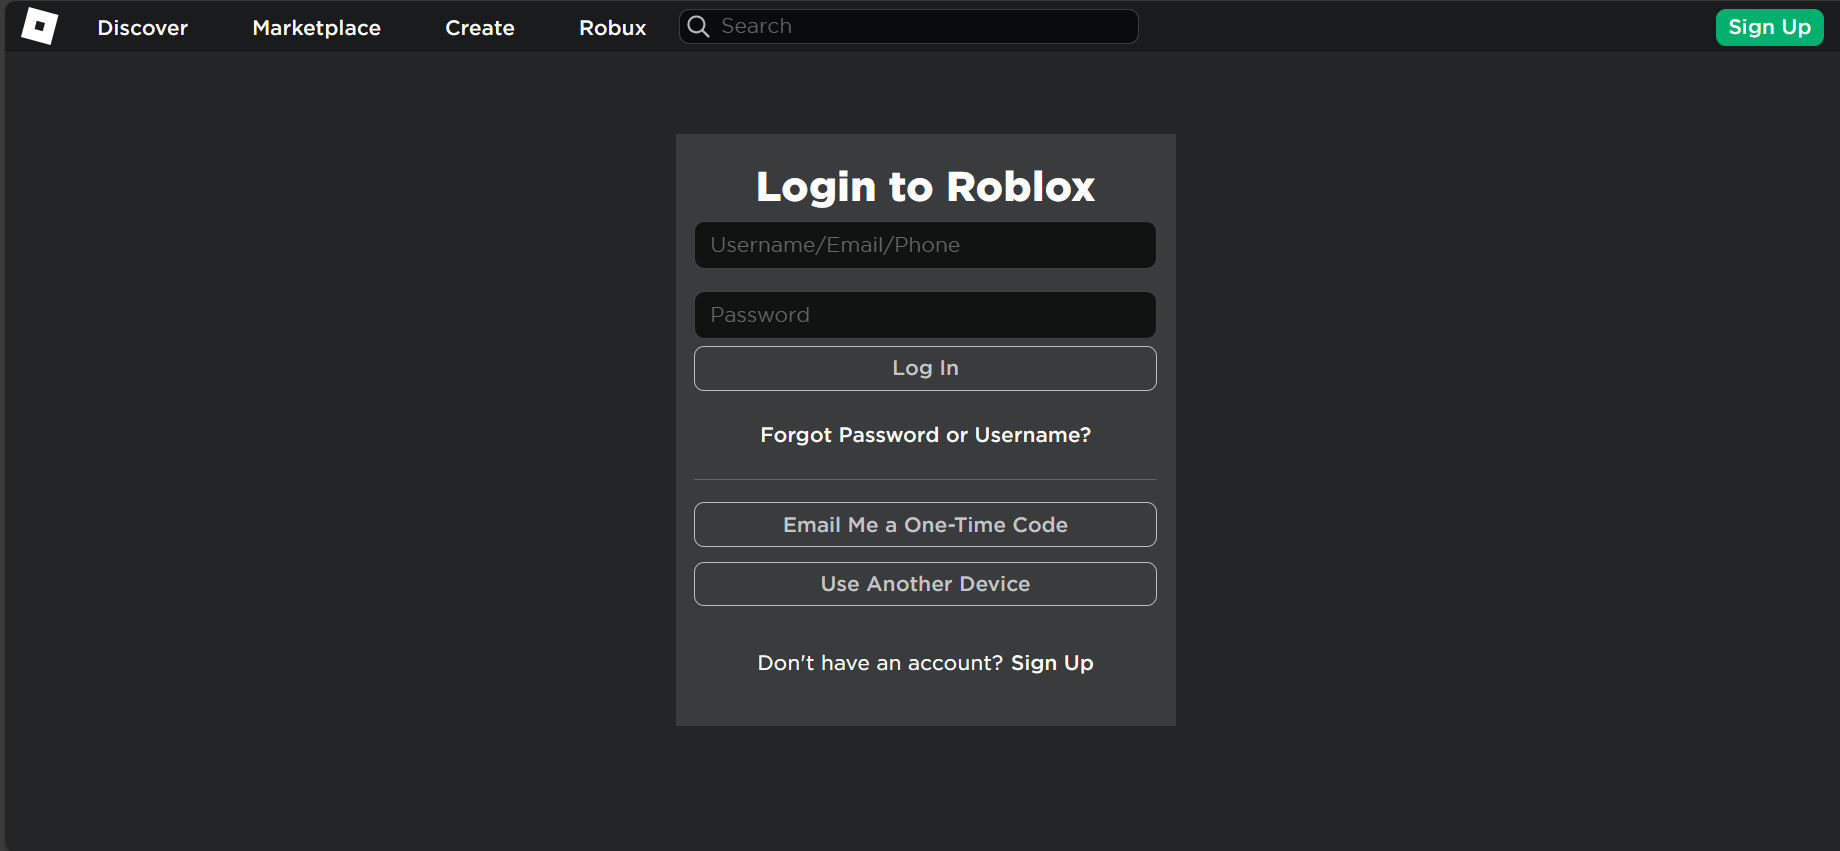 Discover Marketplace Create Robux Search Sign Up
Login to Roblox
Username/Email/Phone
Password
Log In
Forgot Password or Username?
Email Me a One-Time Code
Use Another Device
Don't have an account? Sign Up